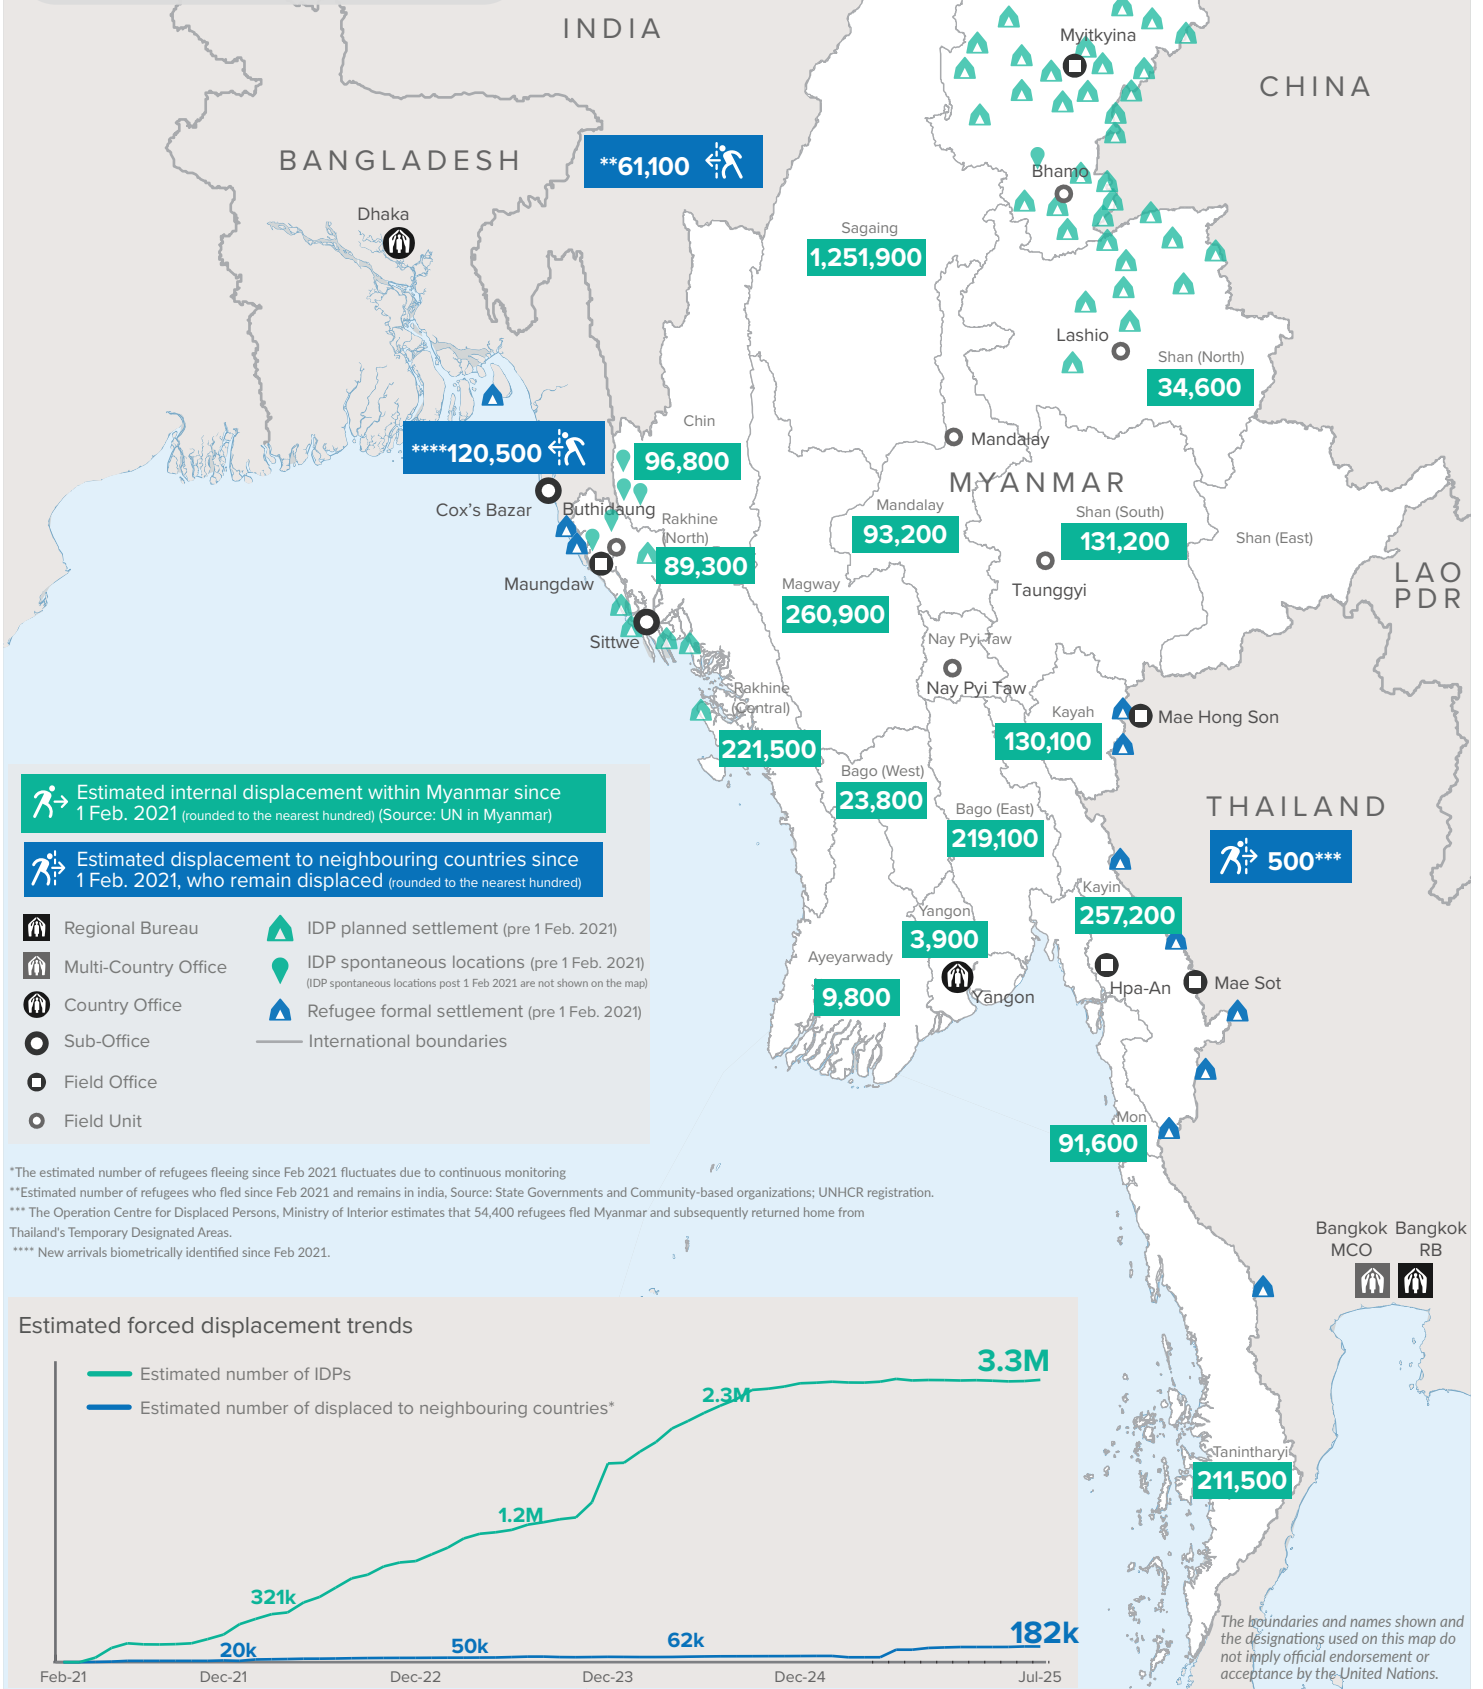 INDIA
Myitkyina
CHINA
BANGLADESH
**61,100
Bhamo
Dhaka
Sagaing
1,251,900
Lashio
Shan (North)
34,600
Chin
****120,500
96,800
Mandalay
MYANMAR
Cox's Bazar
Buthidaung
Rakhine
(North)
89,300
Mandalay
93,200
Shan (South)
131,200
Shan (East)
LAO
PDR
Maungdaw
Magway
260,900
Taunggyi
Sittwe
Nay Pyi Taw
Nay Pyi Taw
Rakhine
(Central)
221,500
Kayah
130,100
Mae Hong Son
Bago (West)
23,800
Bago (East)
219,100
THAILAND
500***
Kayin
257,200
Yangon
3,900
Ayeyarwady
9,800
Yangon
Hpa-An
Mae Sot
Mon
91,600
Estimated internal displacement within Myanmar since
1 Feb. 2021 (rounded to the nearest hundred) (Source: UN in Myanmar)
Estimated displacement to neighbouring countries since
1 Feb. 2021, who remain displaced (rounded to the nearest hundred)
Regional Bureau
Multi-Country Office
Country Office
Sub-Office
Field Office
Field Unit
IDP planned settlement (pre 1 Feb. 2021)
IDP spontaneous locations (pre 1 Feb. 2021)
(IDP spontaneous locations post 1 Feb 2021 are not shown on the map)
Refugee formal settlement (pre 1 Feb. 2021)
International boundaries
*The estimated number of refugees fleeing since Feb 2021 fluctuates due to continuous monitoring
**Estimated number of refugees who fled since Feb 2021 and remains in india, Source: State Governments and Community-based organizations; UNHCR registration.
*** The Operation Centre for Displaced Persons, Ministry of Interior estimates that 54,400 refugees fled Myanmar and subsequently returned home from
Thailand's Temporary Designated Areas.
**** New arrivals biometrically identified since Feb 2021.
Bangkok
MCO
Bangkok
RB
Tanintharyi
211,500
Estimated forced displacement trends
Estimated number of IDPs
Estimated number of displaced to neighbouring countries*
3.3M
2.3M
1.2M
321k
20k
50k
62k
182k
Feb-21
Dec-21
Dec-22
Dec-23
Dec-24
Jul-25
The boundaries and names shown and
the designations used on this map do
not imply official endorsement or
acceptance by the United Nations.